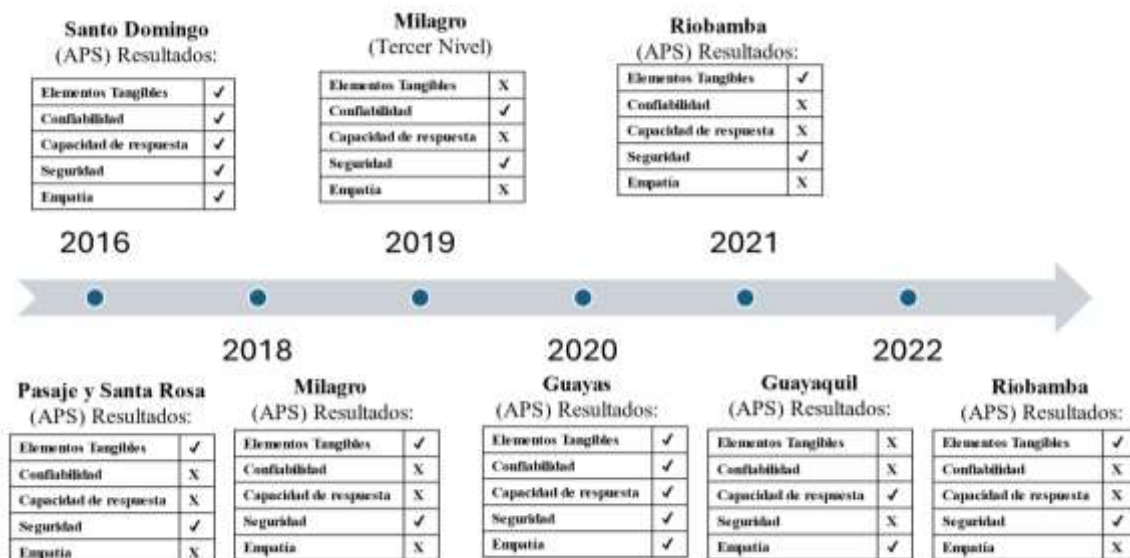 Santo Domingo
(APS) Resultados:
Elementos Tangibles ✓
Confiabilidad ✓
Capacidad de respuesta ✓
Seguridad ✓
Empatía ✓
Milagro
(Tercer Nivel)
Elementos Tangibles X
Confiabilidad ✓
Capacidad de respuesta X
Seguridad ✓
Empatía X
Riobamba
(APS) Resultados:
Elementos Tangibles ✓
Confiabilidad X
Capacidad de respuesta X
Seguridad ✓
Empatía X
2016
2019
2021
2018
2020
2022
Pasaje y Santa Rosa
(APS) Resultados:
Elementos Tangibles ✓
Confiabilidad X
Capacidad de respuesta X
Seguridad ✓
Empatía X
Milagro
(APS) Resultados:
Elementos Tangibles ✓
Confiabilidad X
Capacidad de respuesta X
Seguridad ✓
Empatía X
Guayas
(APS) Resultados:
Elementos Tangibles ✓
Confiabilidad ✓
Capacidad de respuesta ✓
Seguridad ✓
Empatía ✓
Guayaquil
(APS) Resultados:
Elementos Tangibles X
Confiabilidad X
Capacidad de respuesta ✓
Seguridad X
Empatía ✓
Riobamba
(APS) Resultados:
Elementos Tangibles ✓
Confiabilidad X
Capacidad de respuesta X
Seguridad ✓
Empatía X